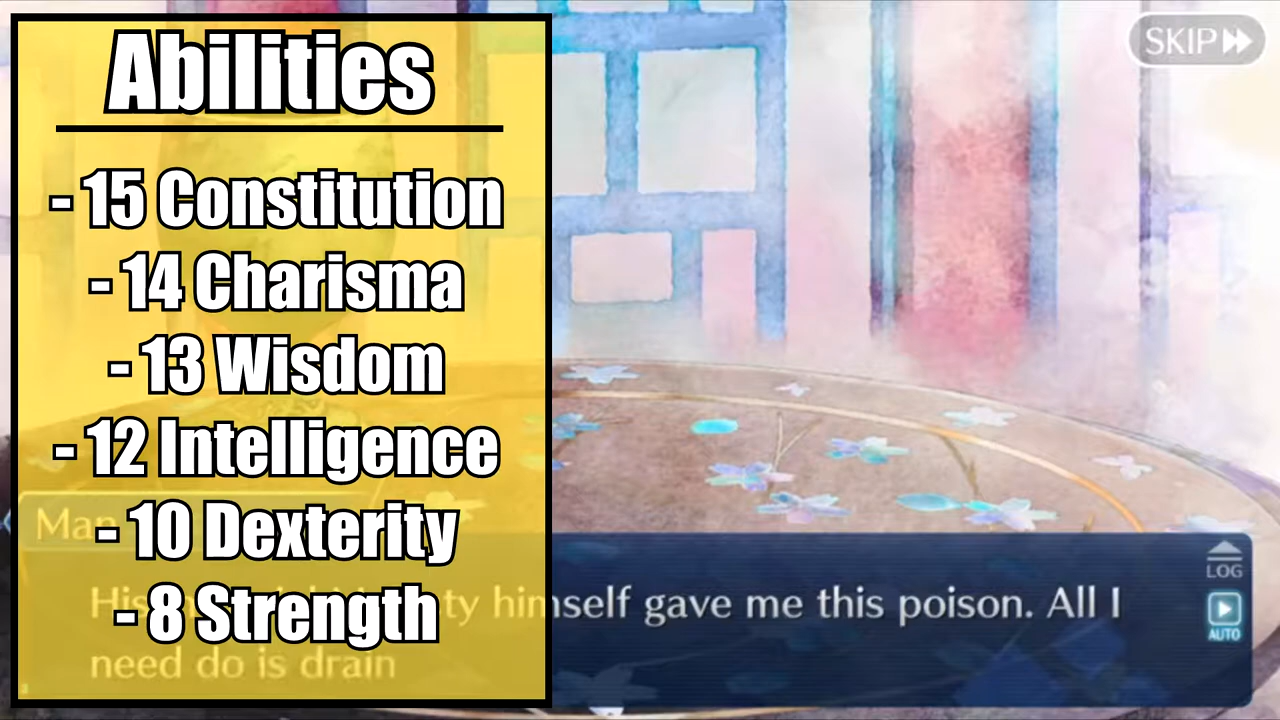 Abilities
- 15 Constitution
- 14 Charisma
- 13 Wisdom
- 12 Intelligence
- 10 Dexterity
- 8 Strength
SKIP
himself gave me this poison. All I
need do is drain
LOG
AUTO